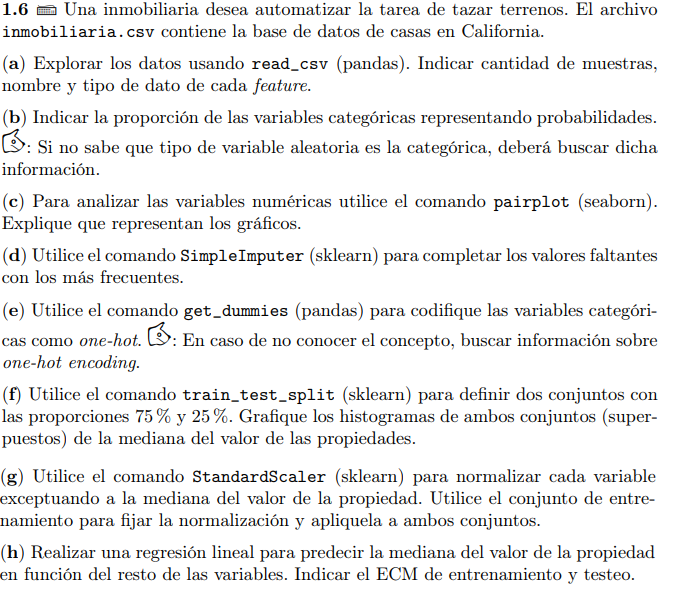 1.6 Una inmobiliaria desea automatizar la tarea de tazar terrenos. El archivo
inmobiliaria.csv contiene la base de datos de casas en California.
(a) Explorar los datos usando read_csv (pandas). Indicar cantidad de muestras,
nombre y tipo de dato de cada feature.
(b) Indicar la proporción de las variables categóricas representando probabilidades.
: Si no sabe que tipo de variable aleatoria es la categórica, deberá buscar dicha
información.
(c) Para analizar las variables numéricas utilice el comando pairplot (seaborn).
Explique que representan los gráficos.
(d) Utilice el comando SimpleImputer (sklearn) para completar los valores faltantes
con los más frecuentes.
(e) Utilice el comando get_dummies (pandas) para codifique las variables categóri-
cas como one-hot. : En caso de no conocer el concepto, buscar información sobre
one-hot encoding.
(f) Utilice el comando train_test_split (sklearn) para definir dos conjuntos con
las proporciones 75 % y 25 %. Grafique los histogramas de ambos conjuntos (super-
puestos) de la mediana del valor de las propiedades.
(g) Utilice el comando StandardScaler (sklearn) para normalizar cada variable
exceptuando a la mediana del valor de la propiedad. Utilice el conjunto de entre-
namiento para fijar la normalización y apliquela a ambos conjuntos.
(h) Realizar una regresión lineal para predecir la mediana del valor de la propiedad
en función del resto de las variables. Indicar el ECM de entrenamiento y testeo.